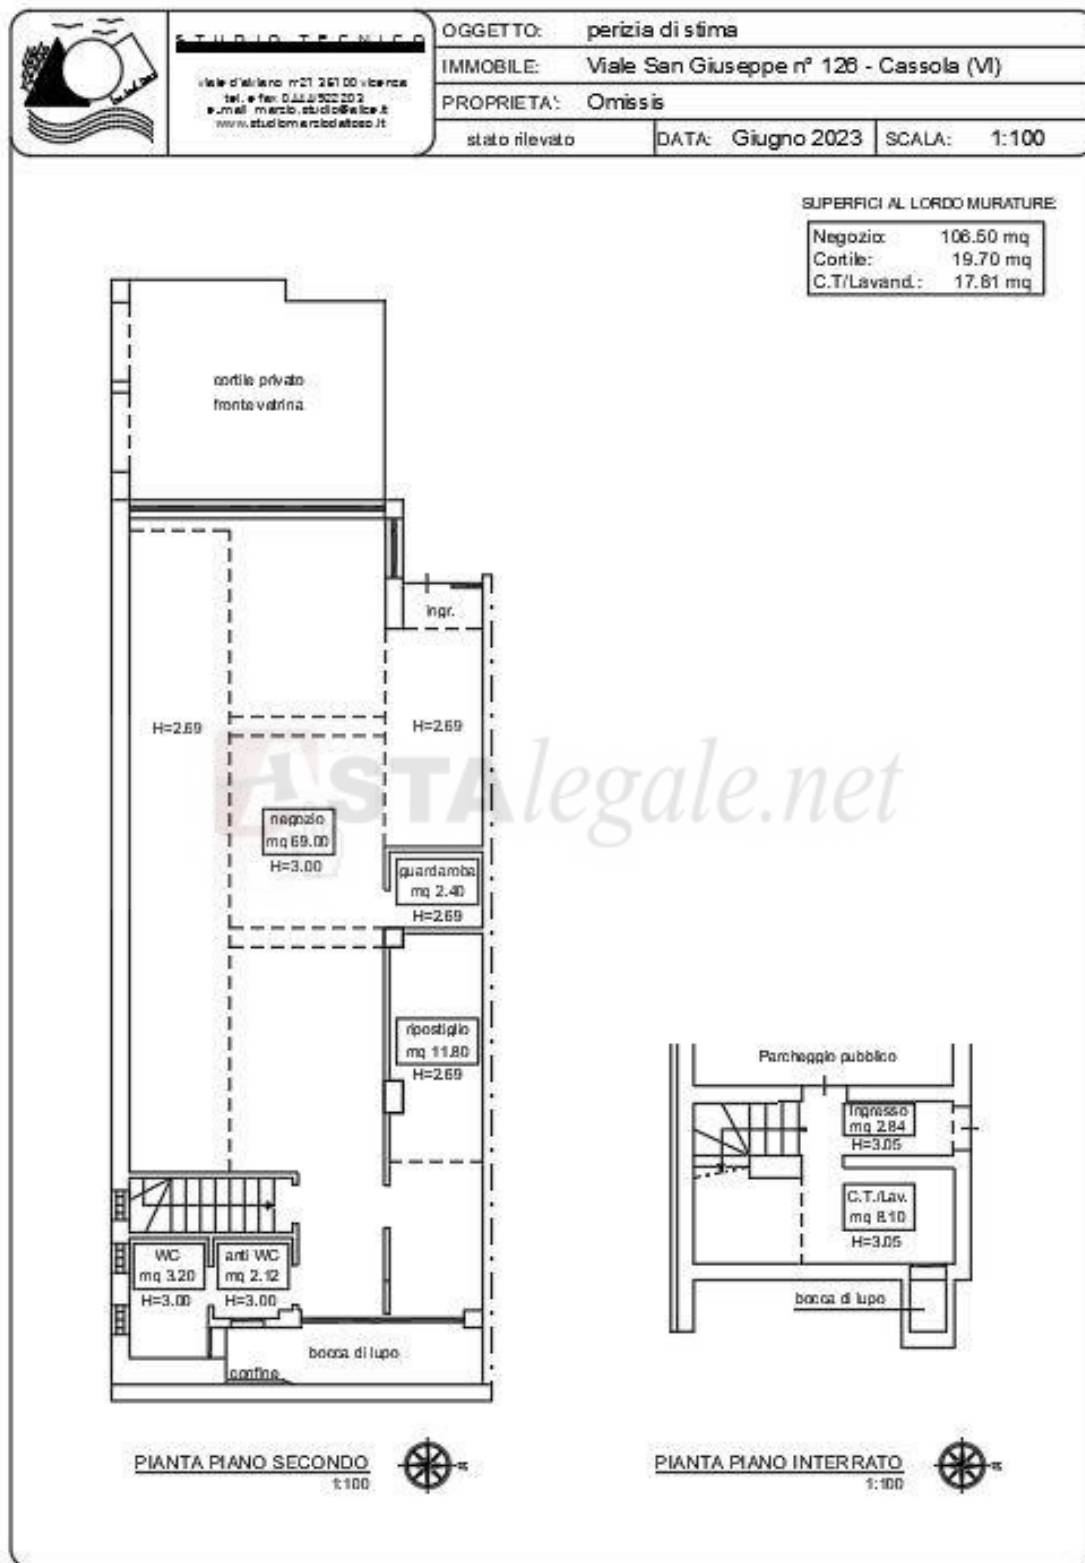 STUDIO TECNICO
tel. e fax 0444/922203
OGGETTO: perizia di stima
IMMOBILE: Viale San Giuseppe n° 126 - Cassola (VI)
PROPRIETA': Omissis
stato rilevato DATA: Giugno 2023 SCALA: 1:100
SUPERFICI AL LORDO MURATURE:
Negozio: 106.50 mq
Cortile: 19.70 mq
C.T/Lavand.: 17.81 mq
cortile privato
fronte vetrina
ingr.
H=2.69
H=2.69
ASTAlegale.net
negozio
mq 69.00
H=3.00
guardaroba
mq 2.40
H=2.69
ripostiglio
mq 11.80
H=2.69
WC
mq 3.20
H=3.00
anti WC
mq 2.12
H=3.00
bocca di lupo
confine
Parcheggio pubblico
Ingresso
mq 2.84
H=3.05
C.T./Lav.
mq 8.10
H=3.05
bocca di lupo
PIANTA PIANO SECONDO
1:100
PIANTA PIANO INTERRATO
1:100